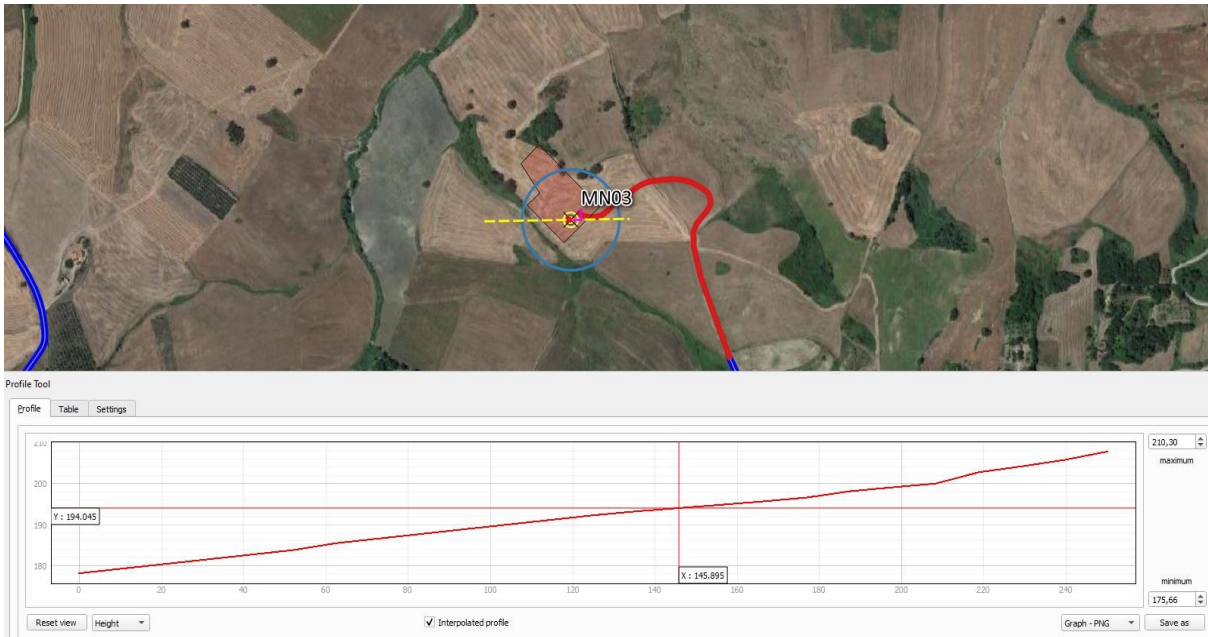 MN03
Profile Tool
Profile Table Settings
210
200
190
180
Y : 194.045
X : 145.895
0 20 40 60 80 100 120 140 160 180 200 220 240
210,30
maximum
minimum
175,66
Reset view Height Interpolated profile Graph - PNG Save as